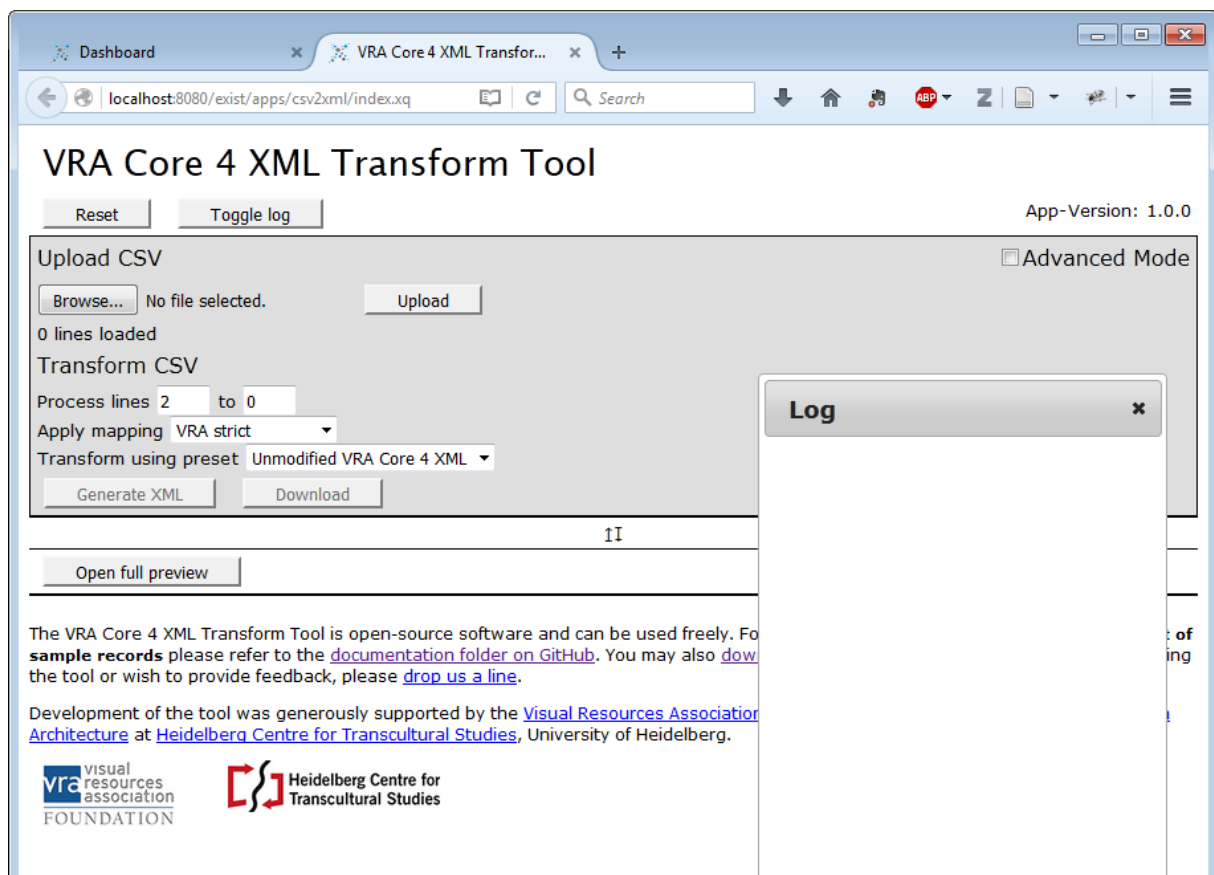 Dashboard
VRA Core 4 XML Transfor...
localhost:8080/exist/apps/csv2xml/index.xq
Search
ABP
Z
VRA Core 4 XML Transform Tool
Reset
Toggle log
App-Version: 1.0.0
Upload CSV
Advanced Mode
Browse...
No file selected.
Upload
0 lines loaded
Transform CSV
Process lines 2 to 0
Apply mapping VRA strict
Transform using preset Unmodified VRA Core 4 XML
Generate XML
Download
Log
Open full preview
The VRA Core 4 XML Transform Tool is open-source software and can be used freely. Fo
of
sample records please refer to the documentation folder on GitHub. You may also dow
ing
the tool or wish to provide feedback, please drop us a line.
Development of the tool was generously supported by the Visual Resources Association
Architecture at Heidelberg Centre for Transcultural Studies, University of Heidelberg.
vra visual
resources
association
FOUNDATION
Heidelberg Centre for
Transcultural Studies